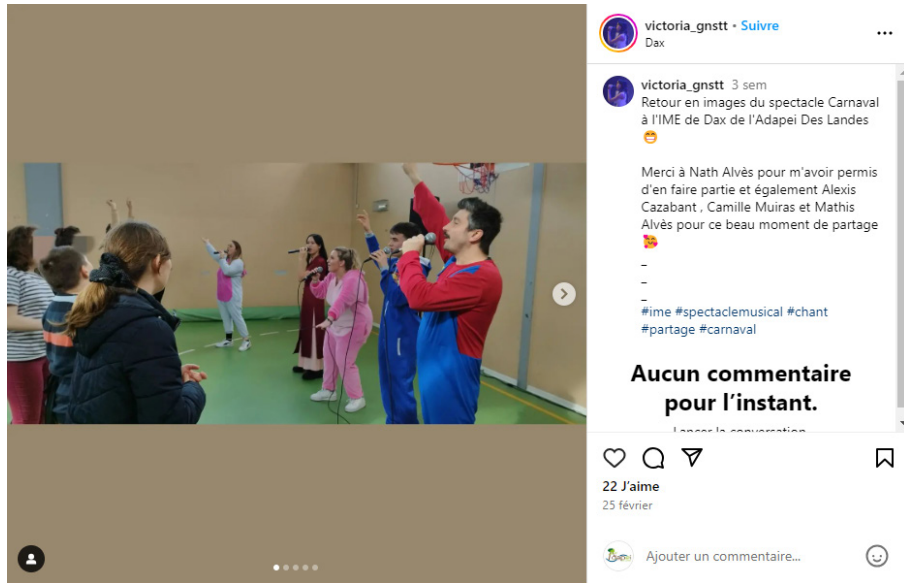 victoria_gnstt • Suivre
Dax
victoria_gnstt 3 sem
Retour en images du spectacle Carnaval
à l'IME de Dax de l'Adapei Des Landes
😁
Merci à Nath Alvès pour m'avoir permis
d'en faire partie et également Alexis
Cazabant , Camille Muiras et Mathis
Alvès pour ce beau moment de partage
🥰
_
_
_
#ime #spectaclemusical #chant
#partage #carnaval
Aucun commentaire
pour l'instant.
Lancer la conversation
22 J'aime
25 février
Ajouter un commentaire...